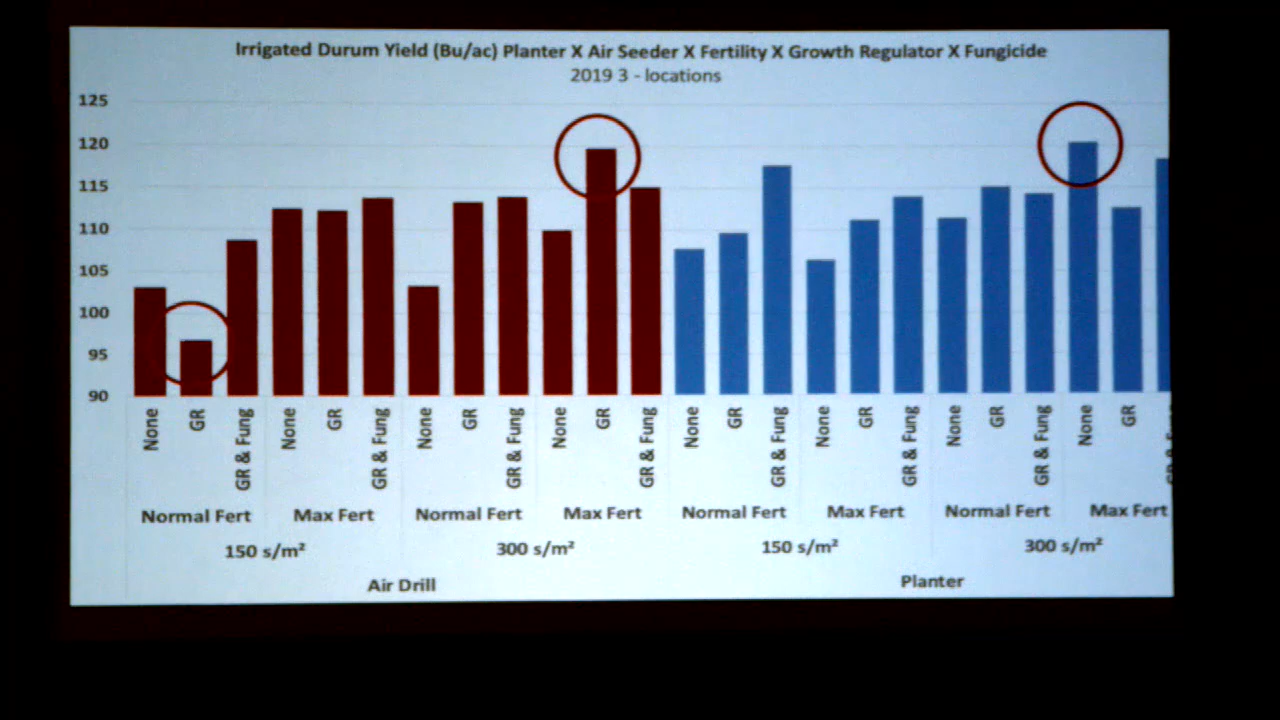 Irrigated Durum Yield (Bu/ac) Planter X Air Seeder X Fertility X Growth Regulator X Fungicide
2019 3 - locations
125
120
115
110
105
100
95
90
None GR GR & Fung None GR GR & Fung None GR GR & Fung None GR GR & Fung None GR GR & Fung None GR GR & Fung None GR GR & Fung None GR
Normal Fert Max Fert Normal Fert Max Fert Normal Fert Max Fert Normal Fert Max Fert
150 s/m² 300 s/m² 150 s/m² 300 s/m²
Air Drill Planter